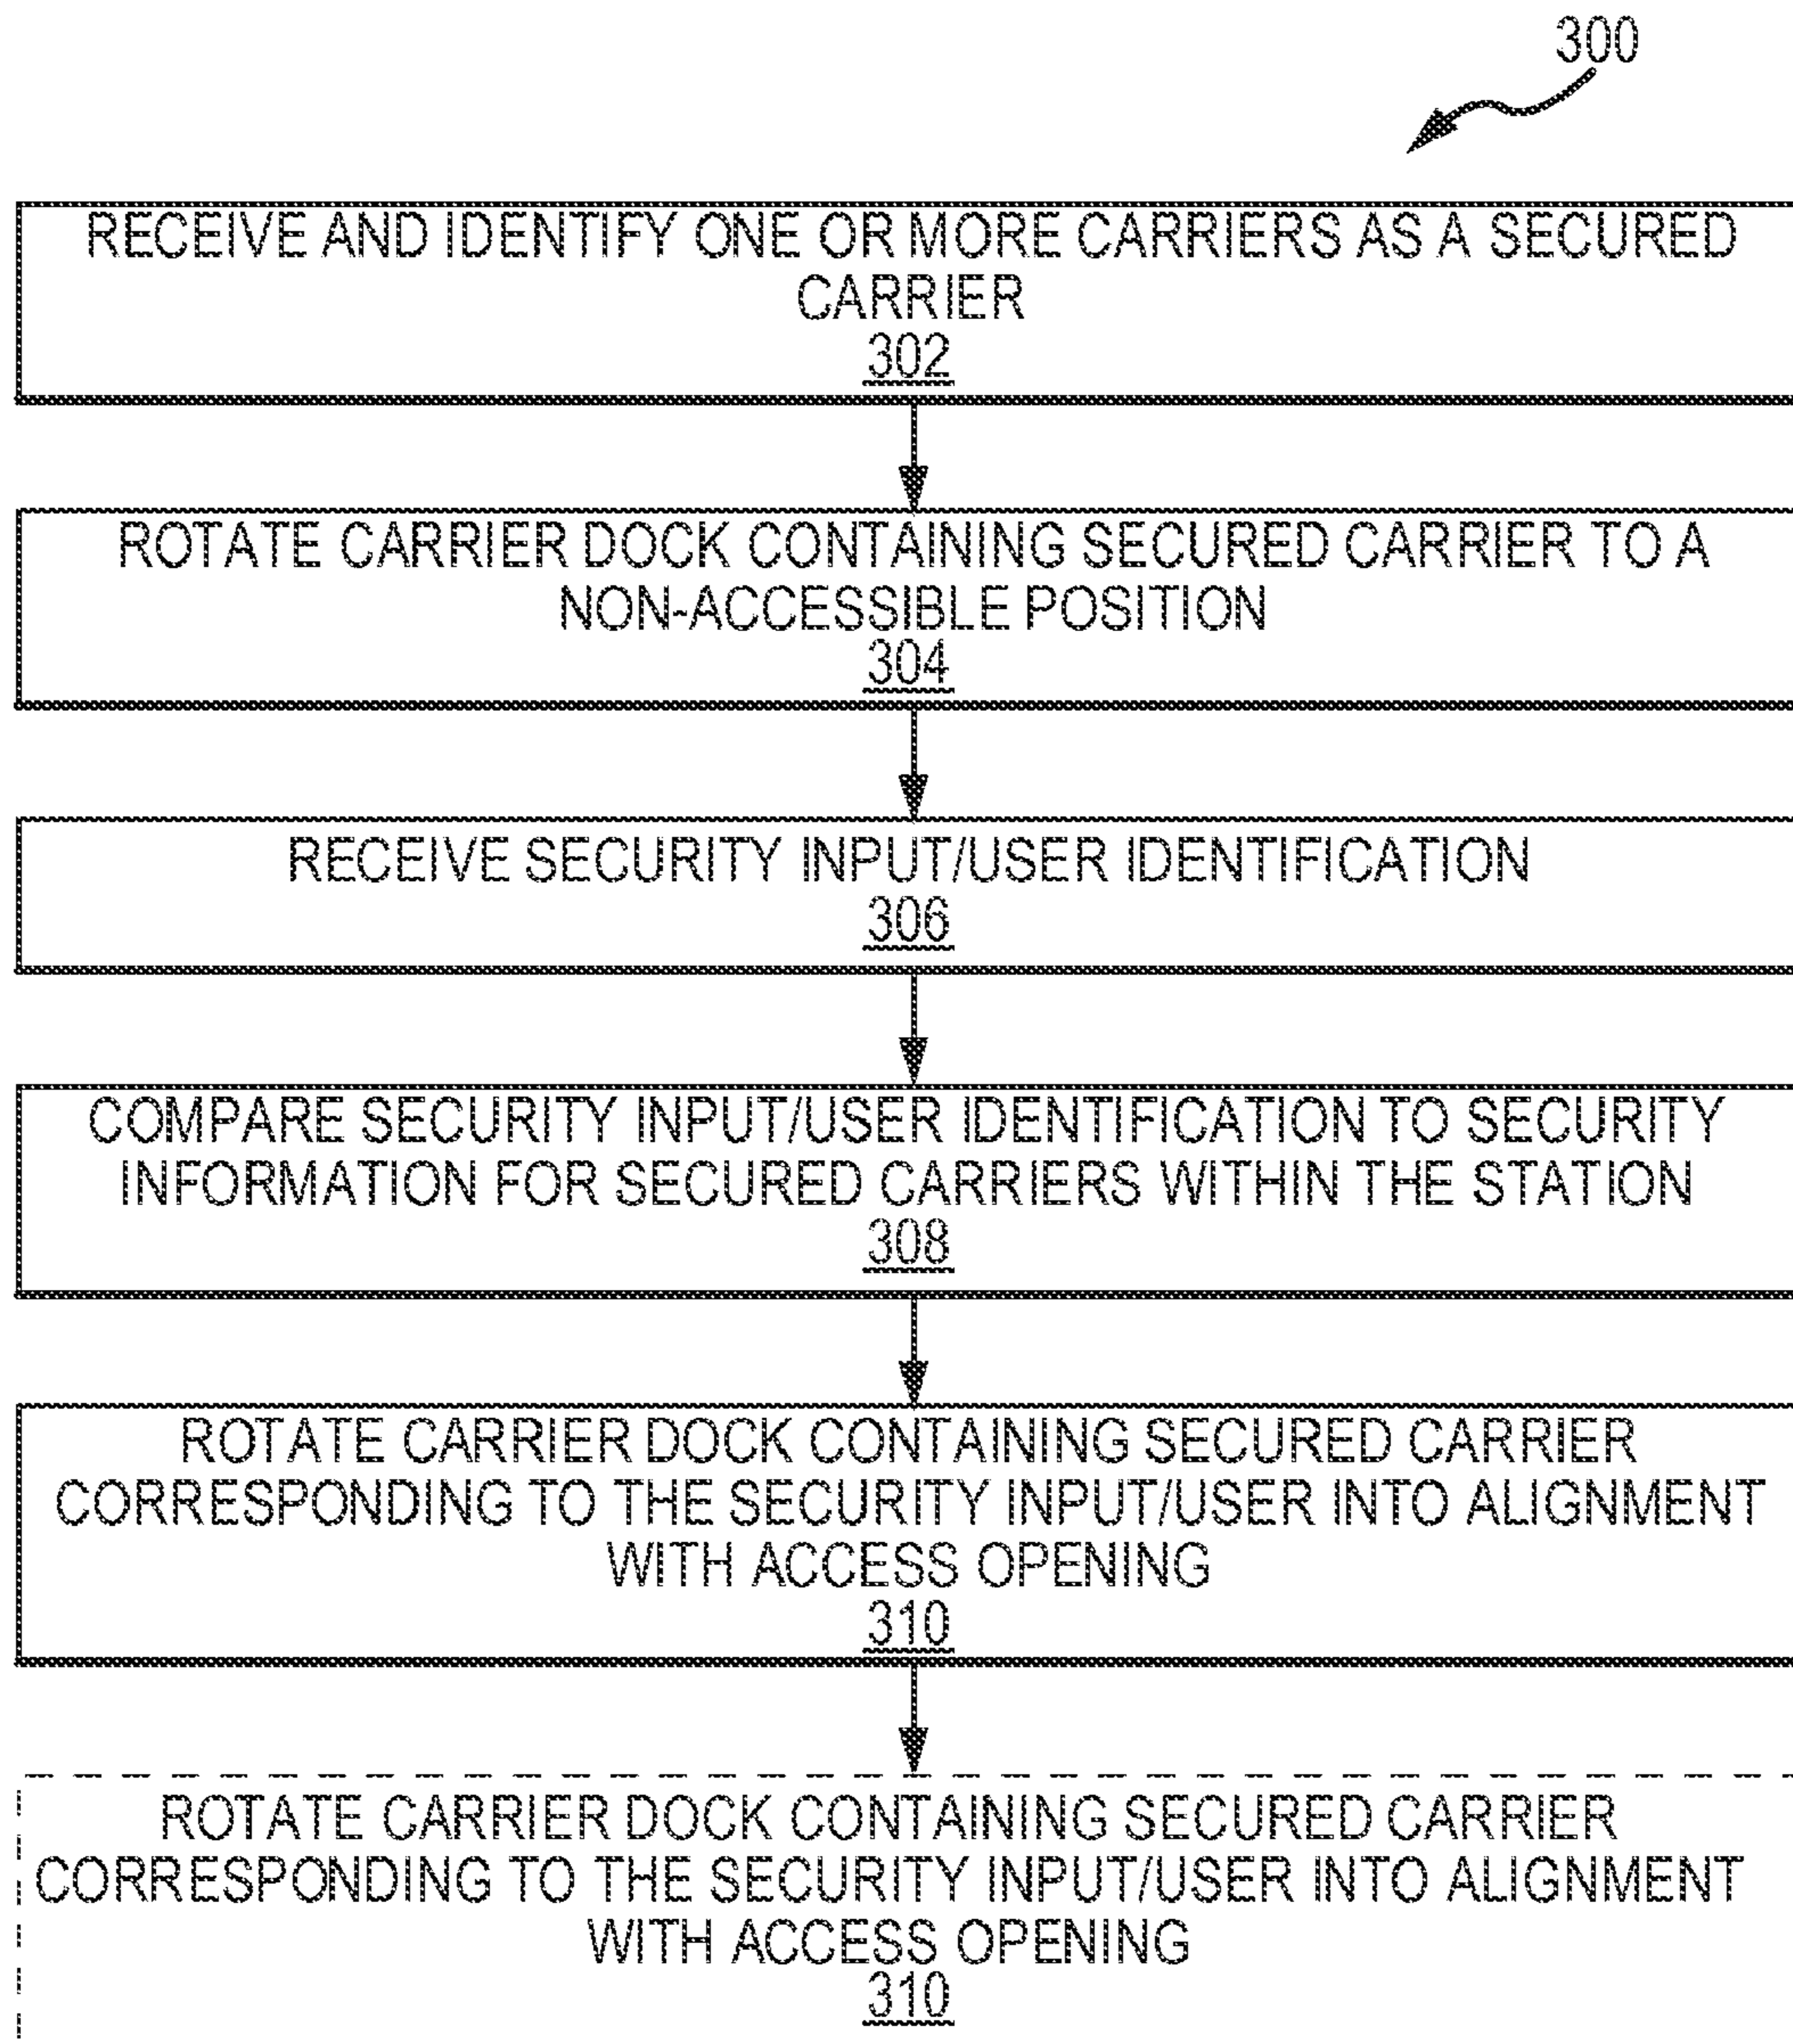 300
RECEIVE AND IDENTIFY ONE OR MORE CARRIERS AS A SECURED
CARRIER
302
ROTATE CARRIER DOCK CONTAINING SECURED CARRIER TO A
NON-ACCESSIBLE POSITION
304
RECEIVE SECURITY INPUT/USER IDENTIFICATION
306
COMPARE SECURITY INPUT/USER IDENTIFICATION TO SECURITY
INFORMATION FOR SECURED CARRIERS WITHIN THE STATION
308
ROTATE CARRIER DOCK CONTAINING SECURED CARRIER
CORRESPONDING TO THE SECURITY INPUT/USER INTO ALIGNMENT
WITH ACCESS OPENING
310
ROTATE CARRIER DOCK CONTAINING SECURED CARRIER
CORRESPONDING TO THE SECURITY INPUT/USER INTO ALIGNMENT
WITH ACCESS OPENING
310